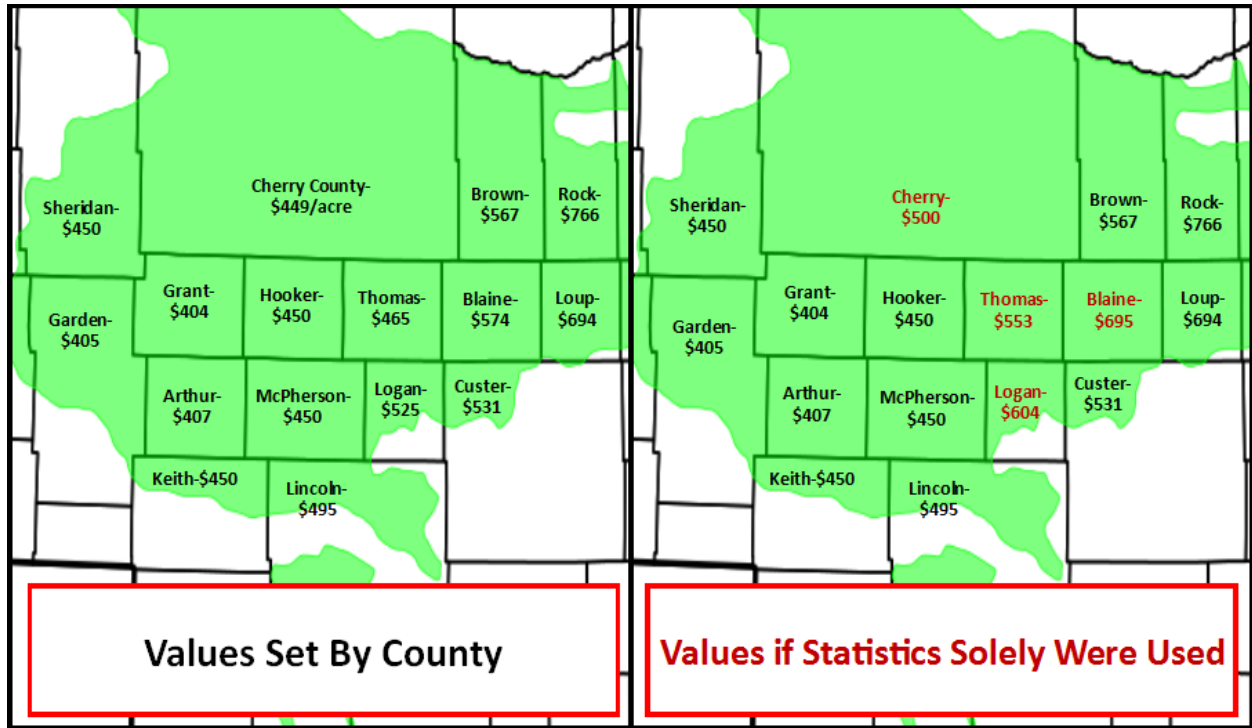 Cherry County-
$449/acre
Sheridan-
$450
Brown-
$567
Rock-
$766
Grant-
$404
Hooker-
$450
Thomas-
$465
Blaine-
$574
Loup-
$694
Garden-
$405
Arthur-
$407
McPherson-
$450
Logan-
$525
Custer-
$531
Keith-$450
Lincoln-
$495
Values Set By County
Cherry-
$500
Sheridan-
$450
Brown-
$567
Rock-
$766
Grant-
$404
Hooker-
$450
Thomas-
$553
Blaine-
$695
Loup-
$694
Garden-
$405
Arthur-
$407
McPherson-
$450
Logan-
$604
Custer-
$531
Keith-$450
Lincoln-
$495
Values if Statistics Solely Were Used